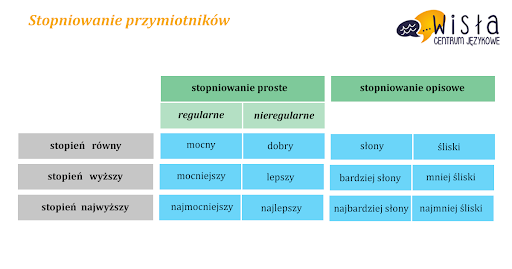 Stopniowanie przymiotników
Wisła
CENTRUM JĘZYKOWE
stopniowanie proste stopniowanie opisowe
regularne nieregularne
stopień równy mocny dobry słony śliski
stopień wyższy mocniejszy lepszy bardziej słony mniej śliski
stopień najwyższy najmocniejszy najlepszy najbardziej słony najmniej śliski